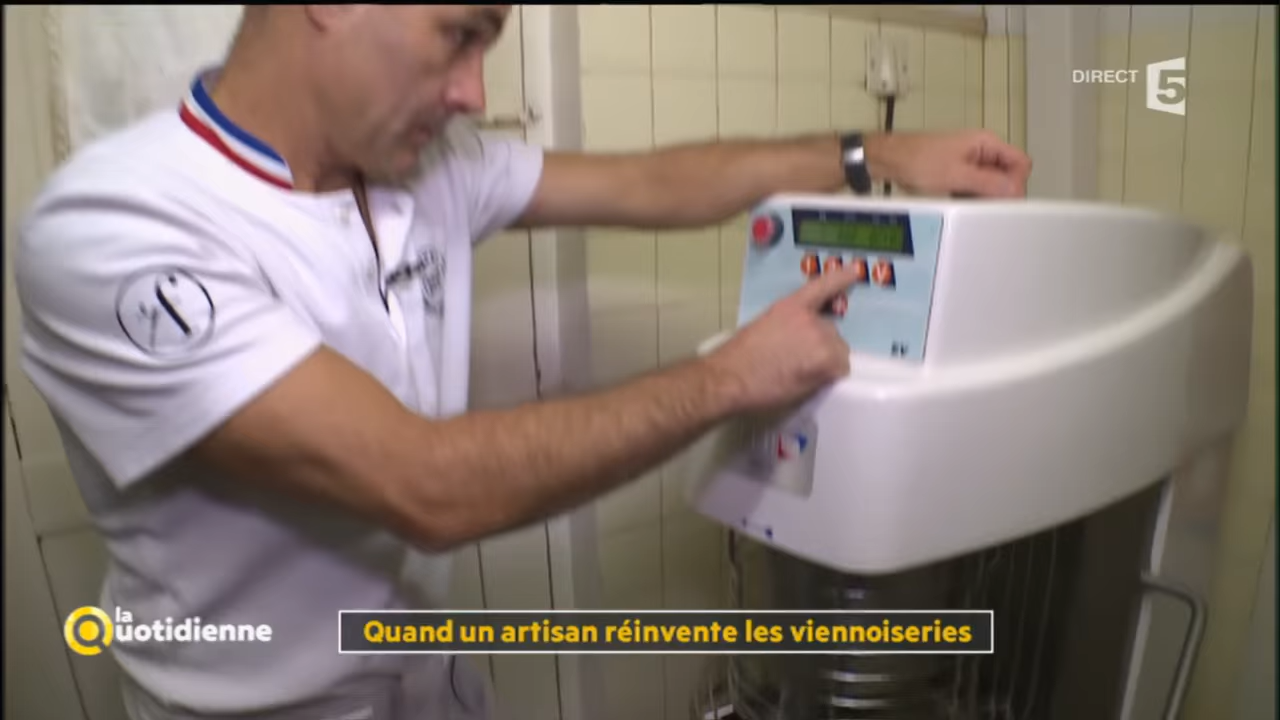 DIRECT 5
la
Quotidienne
Quand un artisan réinvente les viennoiseries